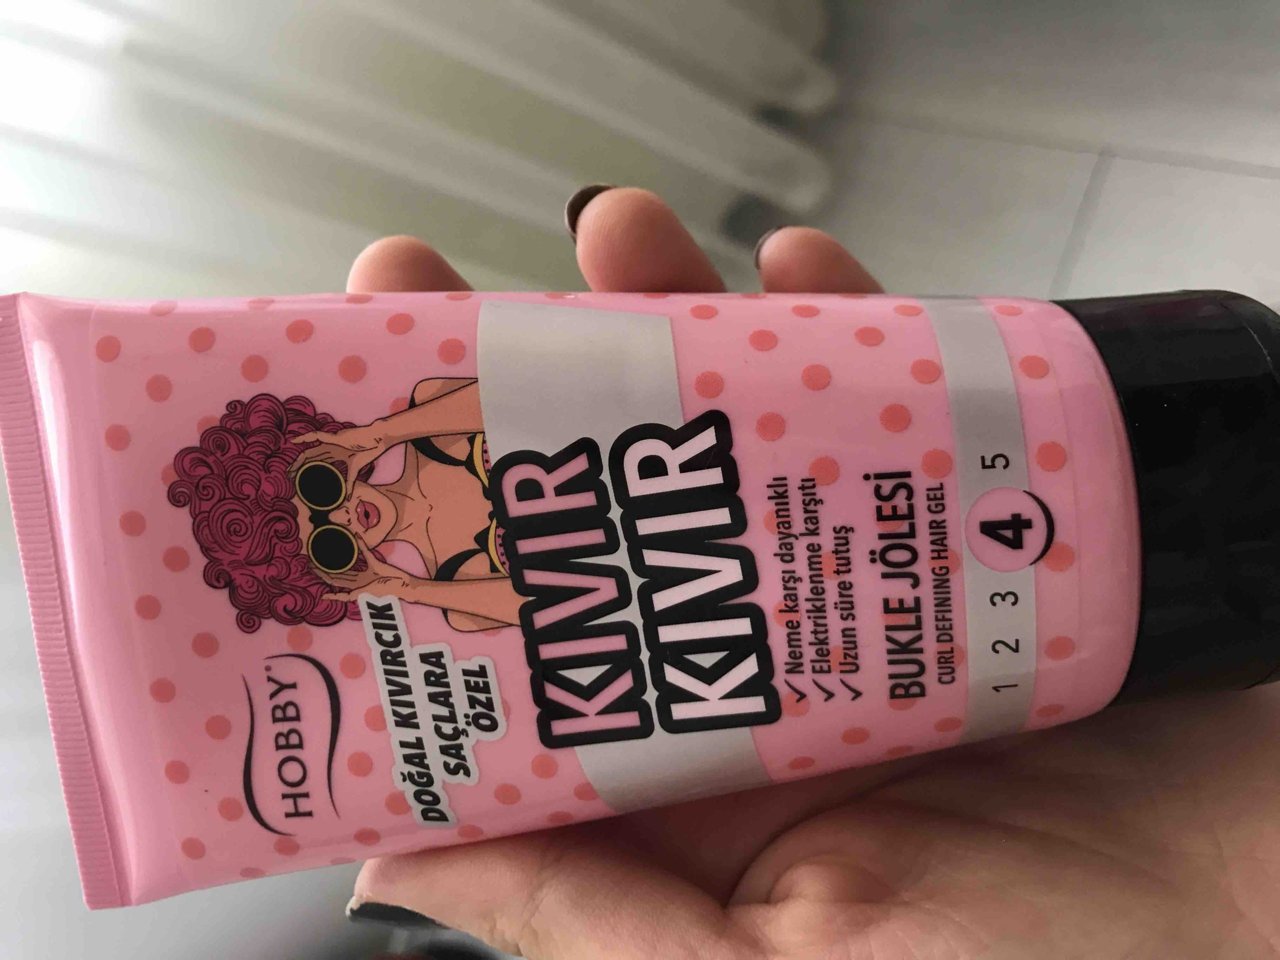 HOBBY
DOĞAL KIVIRCIK
SAÇLARA
ÖZEL
KIVIR
KIVIR
✓ Neme karşı dayanıklı
✓ Elektriklenme karşıtı
✓ Uzun süre tutuş
BUKLE JÖLESİ
CURL DEFINING HAIR GEL
1 2 3 4 5